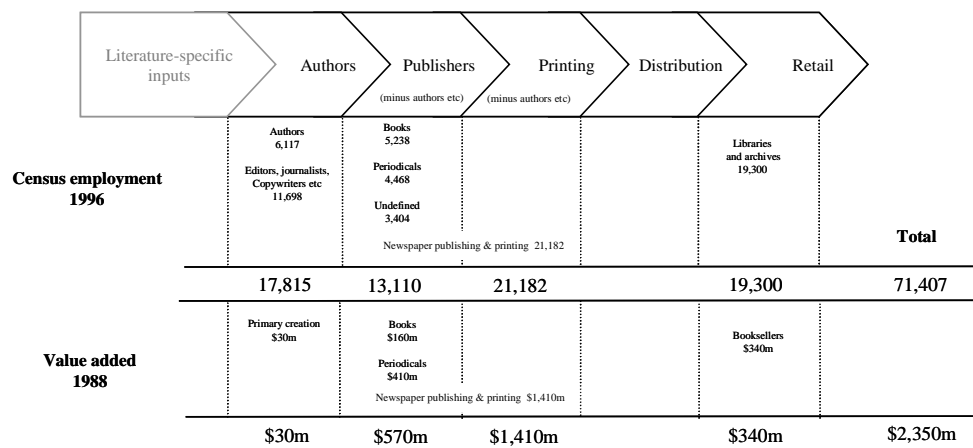 Literature-specific
inputs
Authors
Publishers
Printing
Distribution
Retail
(minus authors etc)
(minus authors etc)
Census employment
1996
Authors
6,117
Editors, journalists,
Copywriters etc
11,698
Books
5,238
Periodicals
4,468
Undefined
3,404
Newspaper publishing & printing 21,182
Libraries
and archives
19,300
Total
17,815
13,110
21,182
19,300
71,407
Value added
1988
Primary creation
$30m
Books
$160m
Periodicals
$410m
Newspaper publishing & printing $1,410m
Booksellers
$340m
$30m
$570m
$1,410m
$340m
$2,350m